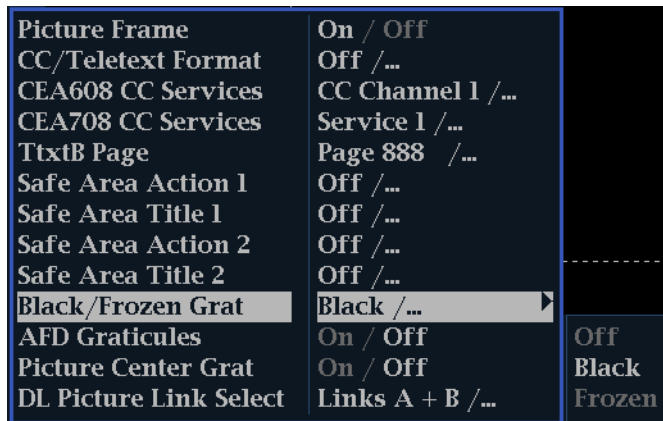 Picture Frame On / Off
CC/Teletext Format Off /...
CEA608 CC Services CC Channel 1 /...
CEA708 CC Services Service 1 /...
TtxtB Page Page 888 /...
Safe Area Action 1 Off /...
Safe Area Title 1 Off /...
Safe Area Action 2 Off /...
Safe Area Title 2 Off /...
Black/Frozen Grat Black /...
AFD Graticules On / Off
Picture Center Grat On / Off
DL Picture Link Select Links A + B /...
Off
Black
Frozen